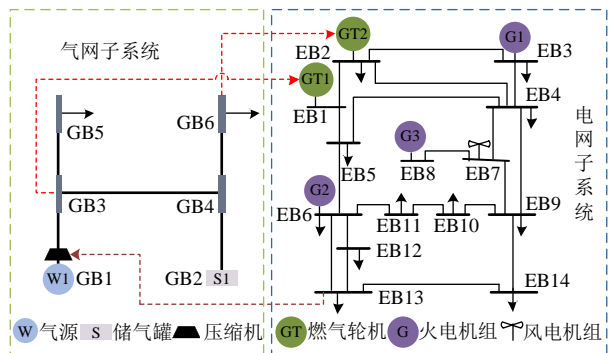 气网子系统
GT2
EB2
G1
EB3
GT1
EB4
GB5
GB6
EB1
电网子系统
G3
EB5
EB8
EB7
GB3
GB4
G2
EB6
EB11
EB10
EB9
EB12
W1
GB1
GB2
S1
EB13
EB14
W 气源 S 储气罐 压缩机 GT 燃气轮机 G 火电机组 风电机组